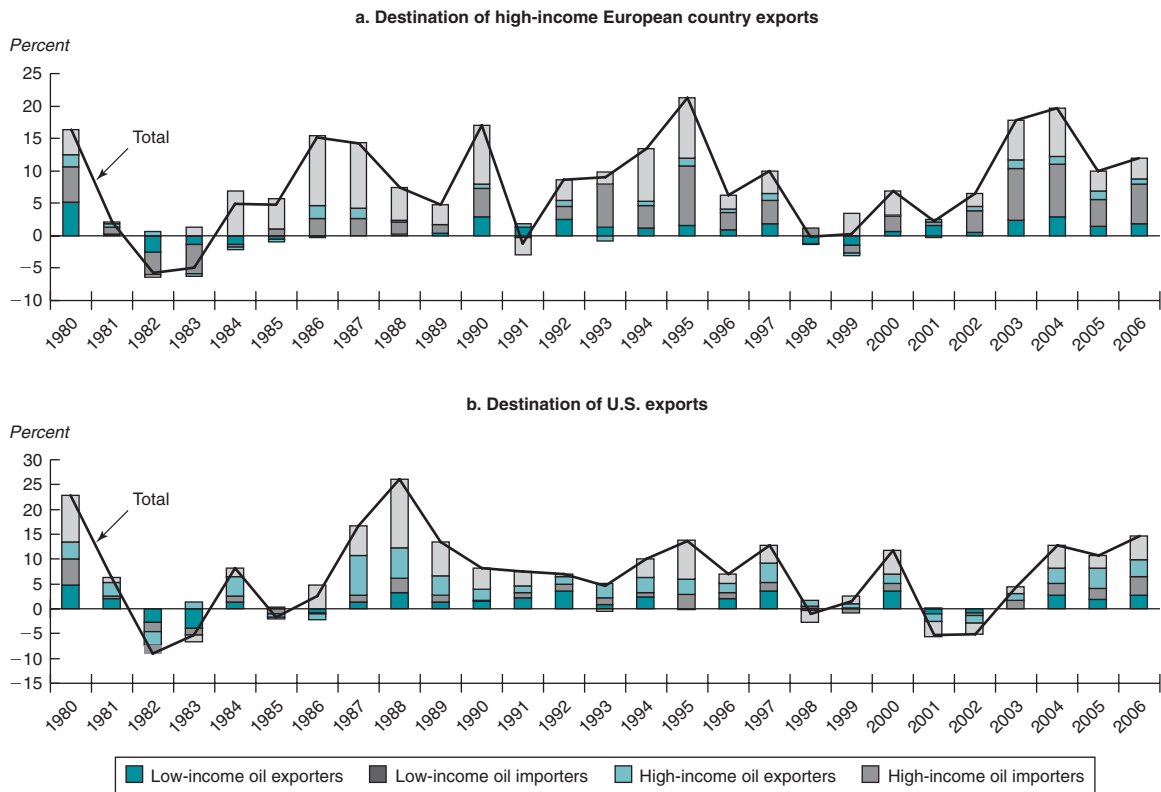 a. Destination of high-income European country exports
Percent
25
20
15
10
5
0
−5
−10
Total
1980 1981 1982 1983 1984 1985 1986 1987 1988 1989 1990 1991 1992 1993 1994 1995 1996 1997 1998 1999 2000 2001 2002 2003 2004 2005 2006
b. Destination of U.S. exports
Percent
30
25
20
15
10
5
0
−5
−10
−15
Total
1980 1981 1982 1983 1984 1985 1986 1987 1988 1989 1990 1991 1992 1993 1994 1995 1996 1997 1998 1999 2000 2001 2002 2003 2004 2005 2006
Low-income oil exporters Low-income oil importers High-income oil exporters High-income oil importers